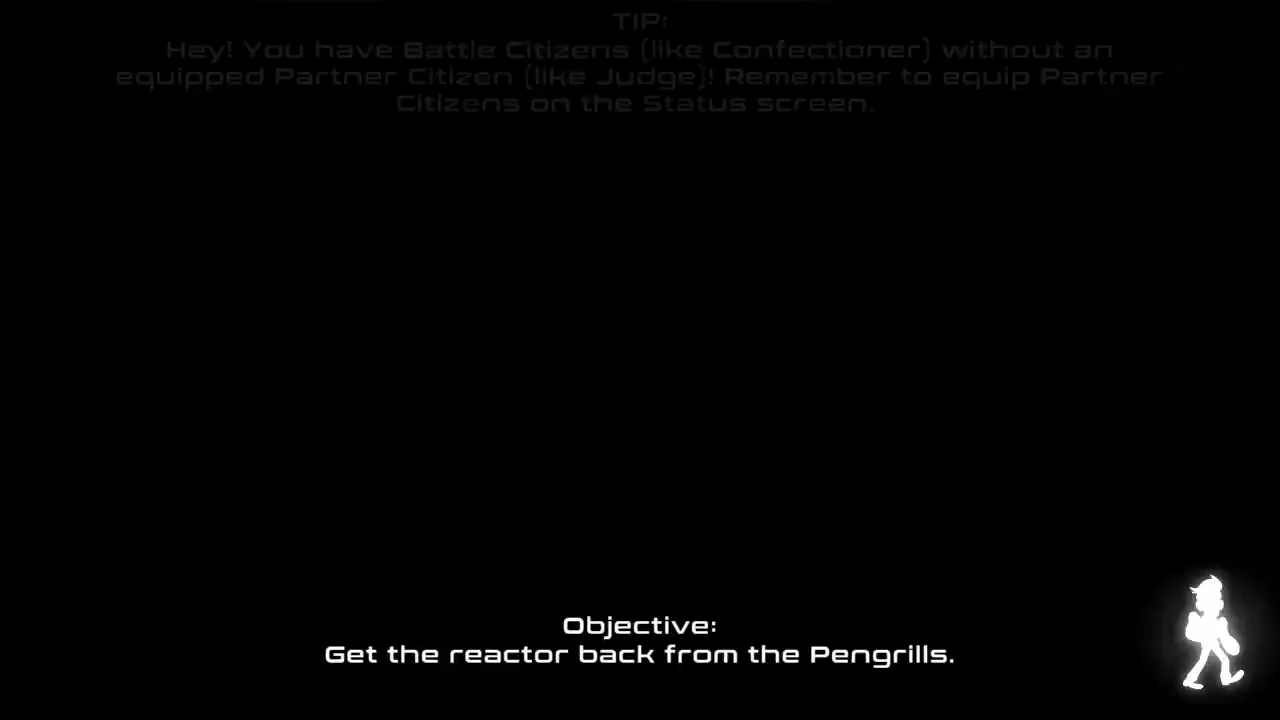 TIP:
Hey! You have Battle Citizens (like Confectioner) without an
equipped Partner Citizen (like Judge)! Remember to equip Partner
Citizens on the Status screen.
Objective:
Get the reactor back from the Pengrills.